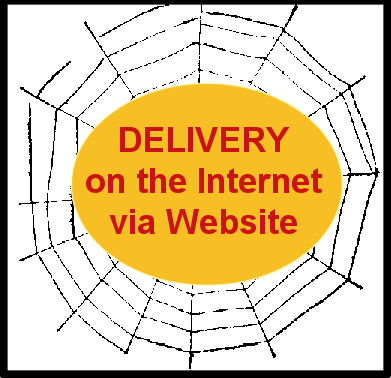 DELIVERY
on the Internet
via Website